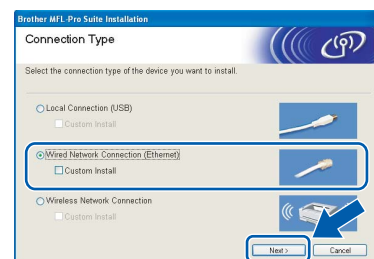 Brother MFL-Pro Suite Installation
Connection Type
Select the connection type of the device you want to install.
Local Connection (USB)
Custom Install
Wired Network Connection (Ethernet)
Custom Install
Wireless Network Connection
Custom Install
Next > Cancel